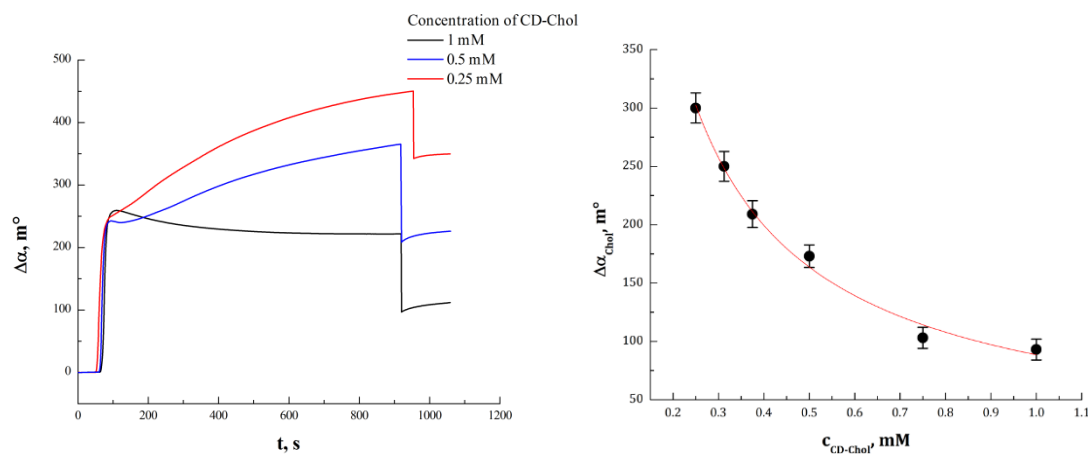 Concentration of CD-Chol
1 mM
0.5 mM
0.25 mM
500
400
300
200
100
0
Δα, m°
0 200 400 600 800 1000 1200
t, s
350
300
250
200
150
100
50
Δα_Chol, m°
0.2 0.3 0.4 0.5 0.6 0.7 0.8 0.9 1.0 1.1
c_CD-Chol, mM